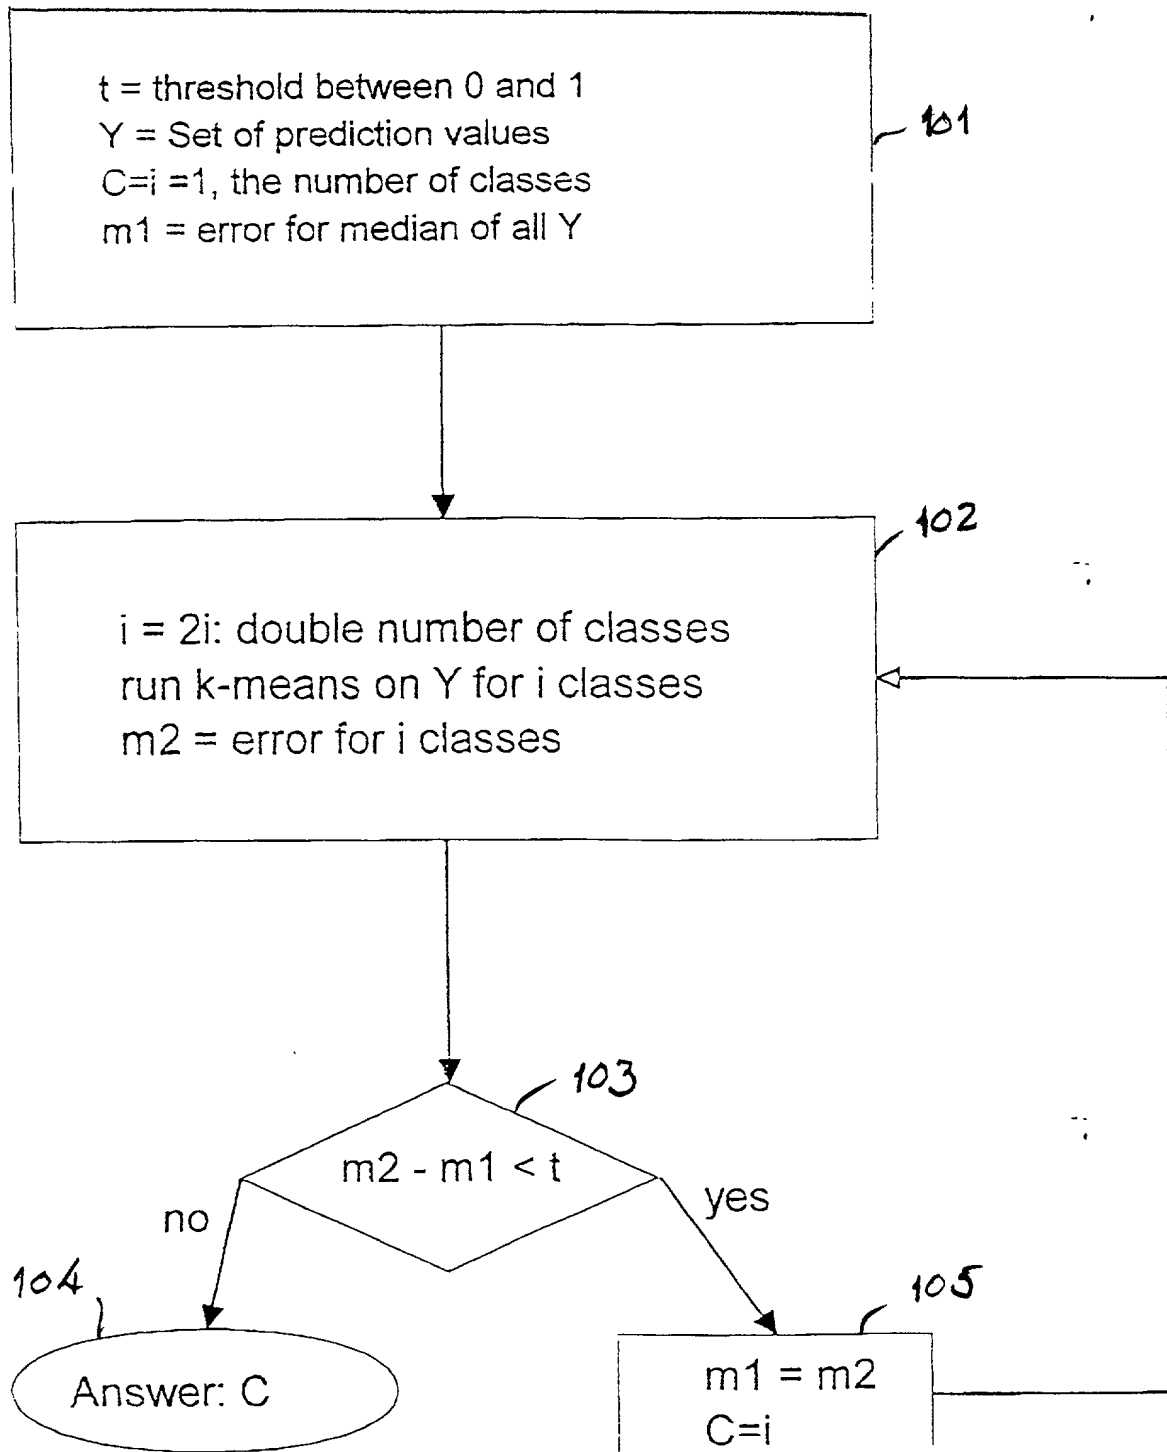 t = threshold between 0 and 1
Y = Set of prediction values
C=i =1, the number of classes
m1 = error for median of all Y
101
102
i = 2i: double number of classes
run k-means on Y for i classes
m2 = error for i classes
103
m2 - m1 < t
no
yes
104
105
Answer: C
m1 = m2
C=i